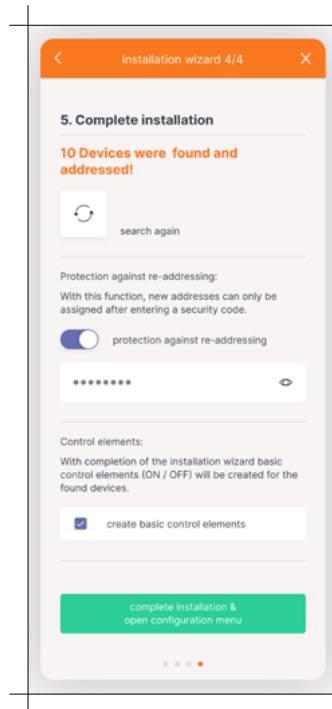 Installation wizard 4/4
5. Complete installation
10 Devices were found and
addressed!
search again
Protection against re-addressing:
With this function, new addresses can only be
assigned after entering a security code.
protection against re-addressing
Control elements:
With completion of the installation wizard basic
control elements (ON / OFF) will be created for the
found devices.
create basic control elements
complete installation &
open configuration menu